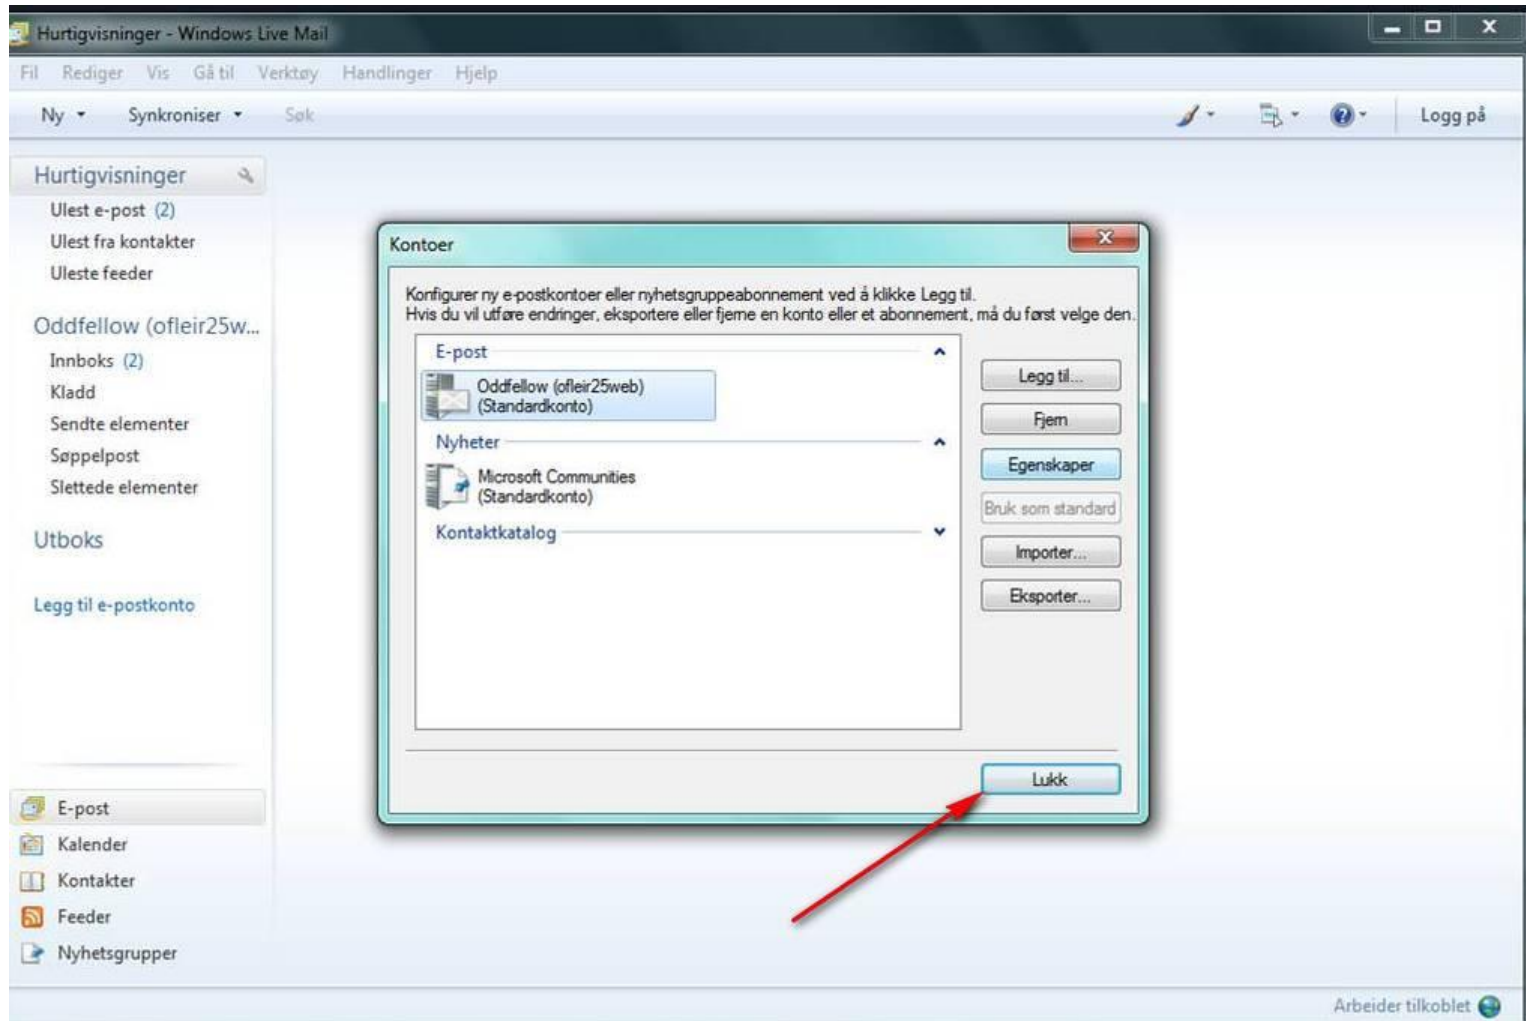 Hurtigvisninger - Windows Live Mail
Fil Rediger Vis Gå til Verktøy Handlinger Hjelp
Ny Synkroniser Søk Logg på
Hurtigvisninger
Ulest e-post (2)
Ulest fra kontakter
Uleste feeder
Oddfellow (ofleir25w...
Innboks (2)
Kladd
Sendte elementer
Søppelpost
Slettede elementer
Utboks
Legg til e-postkonto
E-post
Kalender
Kontakter
Feeder
Nyhetsgrupper
Kontoer
Konfigurer ny e-postkontoer eller nyhetsgruppeabonnement ved å klikke Legg til.
Hvis du vil utføre endringer, eksportere eller fjerne en konto eller et abonnement, må du først velge den.
E-post
Oddfellow (ofleir25web)
(Standardkonto)
Nyheter
Microsoft Communities
(Standardkonto)
Kontaktkatalog
Legg til...
Fjern
Egenskaper
Bruk som standard
Importer...
Eksporter...
Lukk
Arbeider tilkoblet